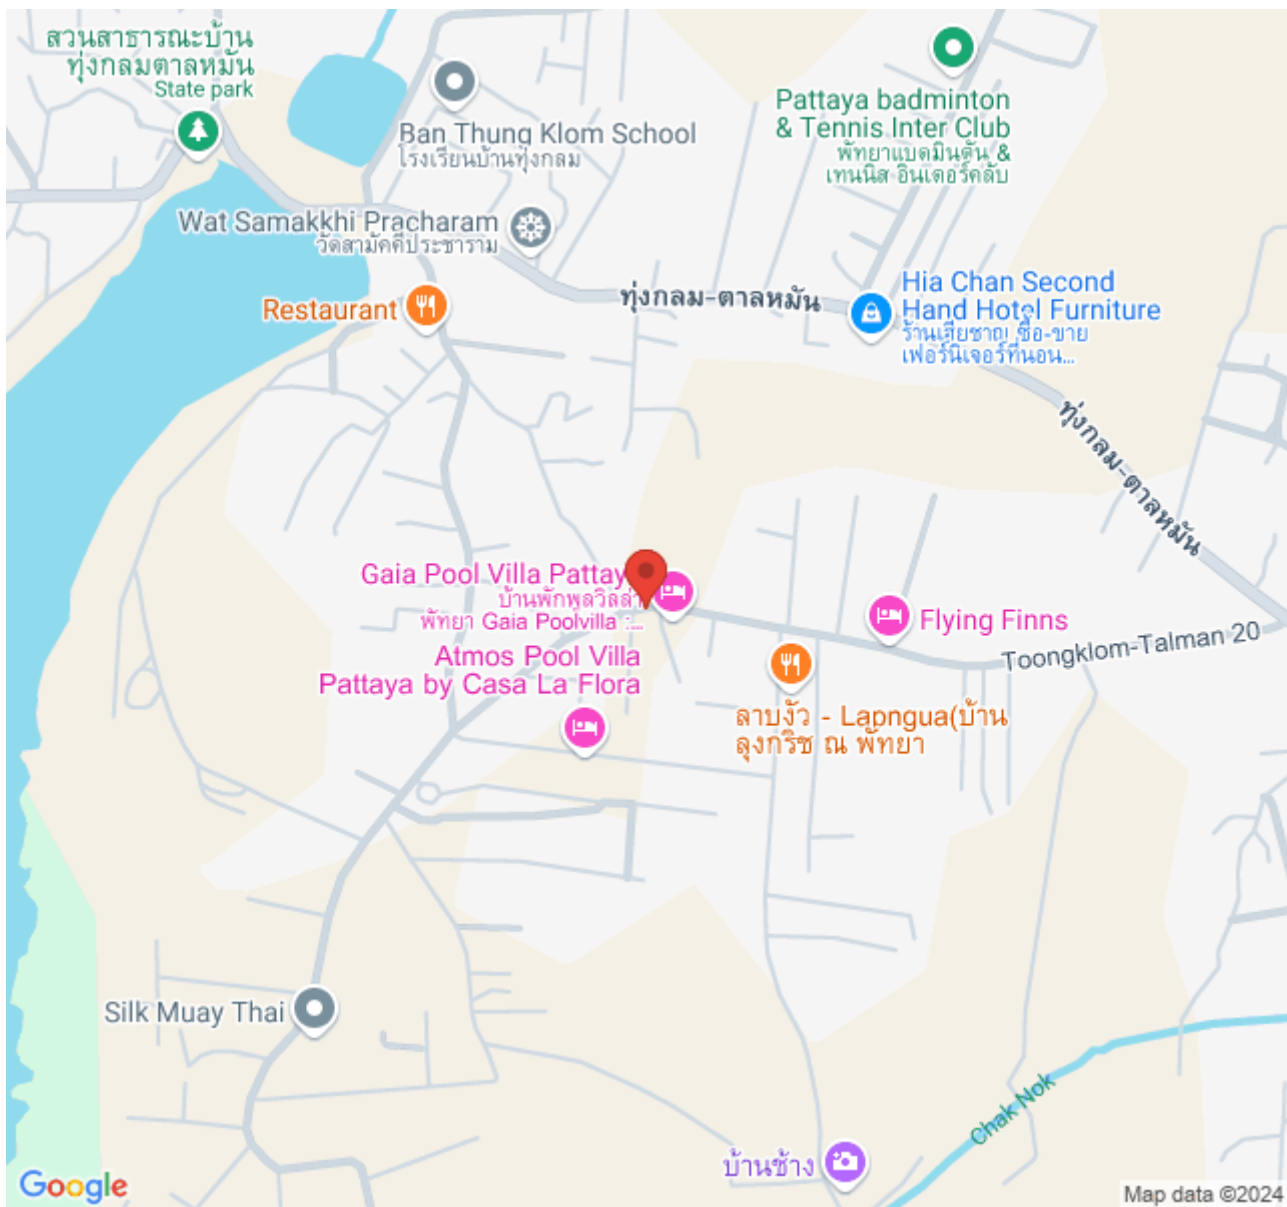 สวนสาธารณะบ้าน
ทุ่งกลมตาลหมัน
State park
Ban Thung Klom School
โรงเรียนบ้านทุ่งกลม
Pattaya badminton
& Tennis Inter Club
พัทยาแบดมินตัน &
เทนนิส อินเตอร์คลับ
Wat Samakkhi Pracharam
วัดสามัคคีประชาราม
Restaurant
ทุ่งกลม-ตาลหมัน
Hia Chan Second
Hand Hotel Furniture
ร้านเฮียชาญ ซื้อ-ขาย
เฟอร์นิเจอร์ที่นอน...
ทุ่งกลม-ตาลหมัน
Gaia Pool Villa Pattay
บ้านพักพูลวิลล่า
พัทยา Gaia Poolvilla :...
Atmos Pool Villa
Pattaya by Casa La Flora
Flying Finns
Toongklom-Talman 20
ลาบงัว - Lapngua(บ้าน
ลุงกริช ณ พัทยา
Silk Muay Thai
Chak Nok
บ้านช้าง
Google
Map data ©2024